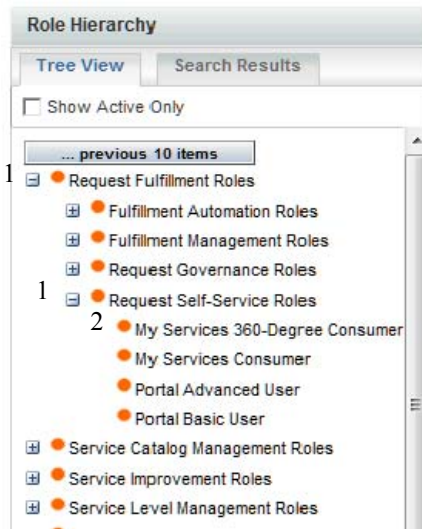 Role Hierarchy
Tree View Search Results
Show Active Only
... previous 10 items
1 Request Fulfillment Roles
Fulfillment Automation Roles
Fulfillment Management Roles
Request Governance Roles
1 Request Self-Service Roles
2 My Services 360-Degree Consumer
My Services Consumer
Portal Advanced User
Portal Basic User
Service Catalog Management Roles
Service Improvement Roles
Service Level Management Roles